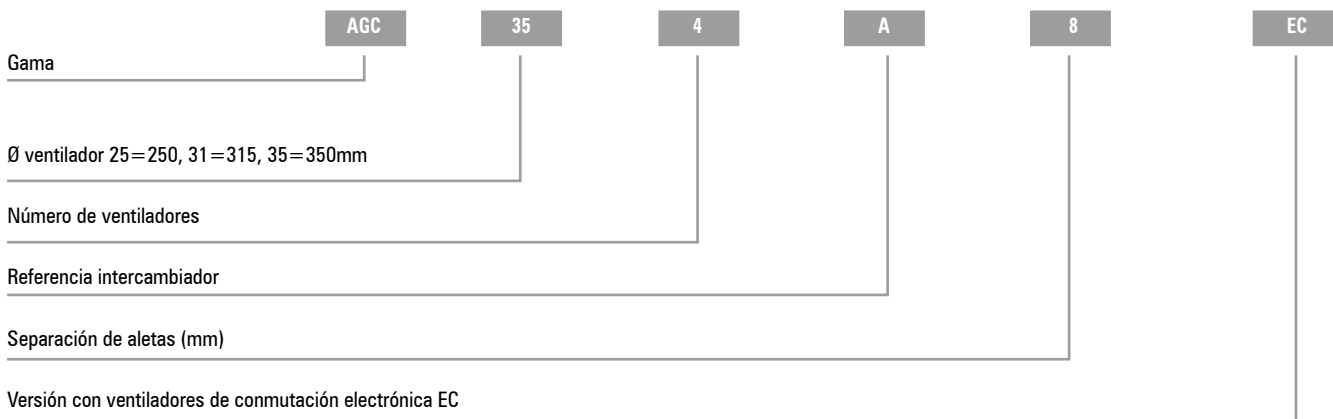 AGC 35 4 A 8 EC
Gama
Ø ventilador 25=250, 31=315, 35=350mm
Número de ventiladores
Referencia intercambiador
Separación de aletas (mm)
Versión con ventiladores de conmutación electrónica EC